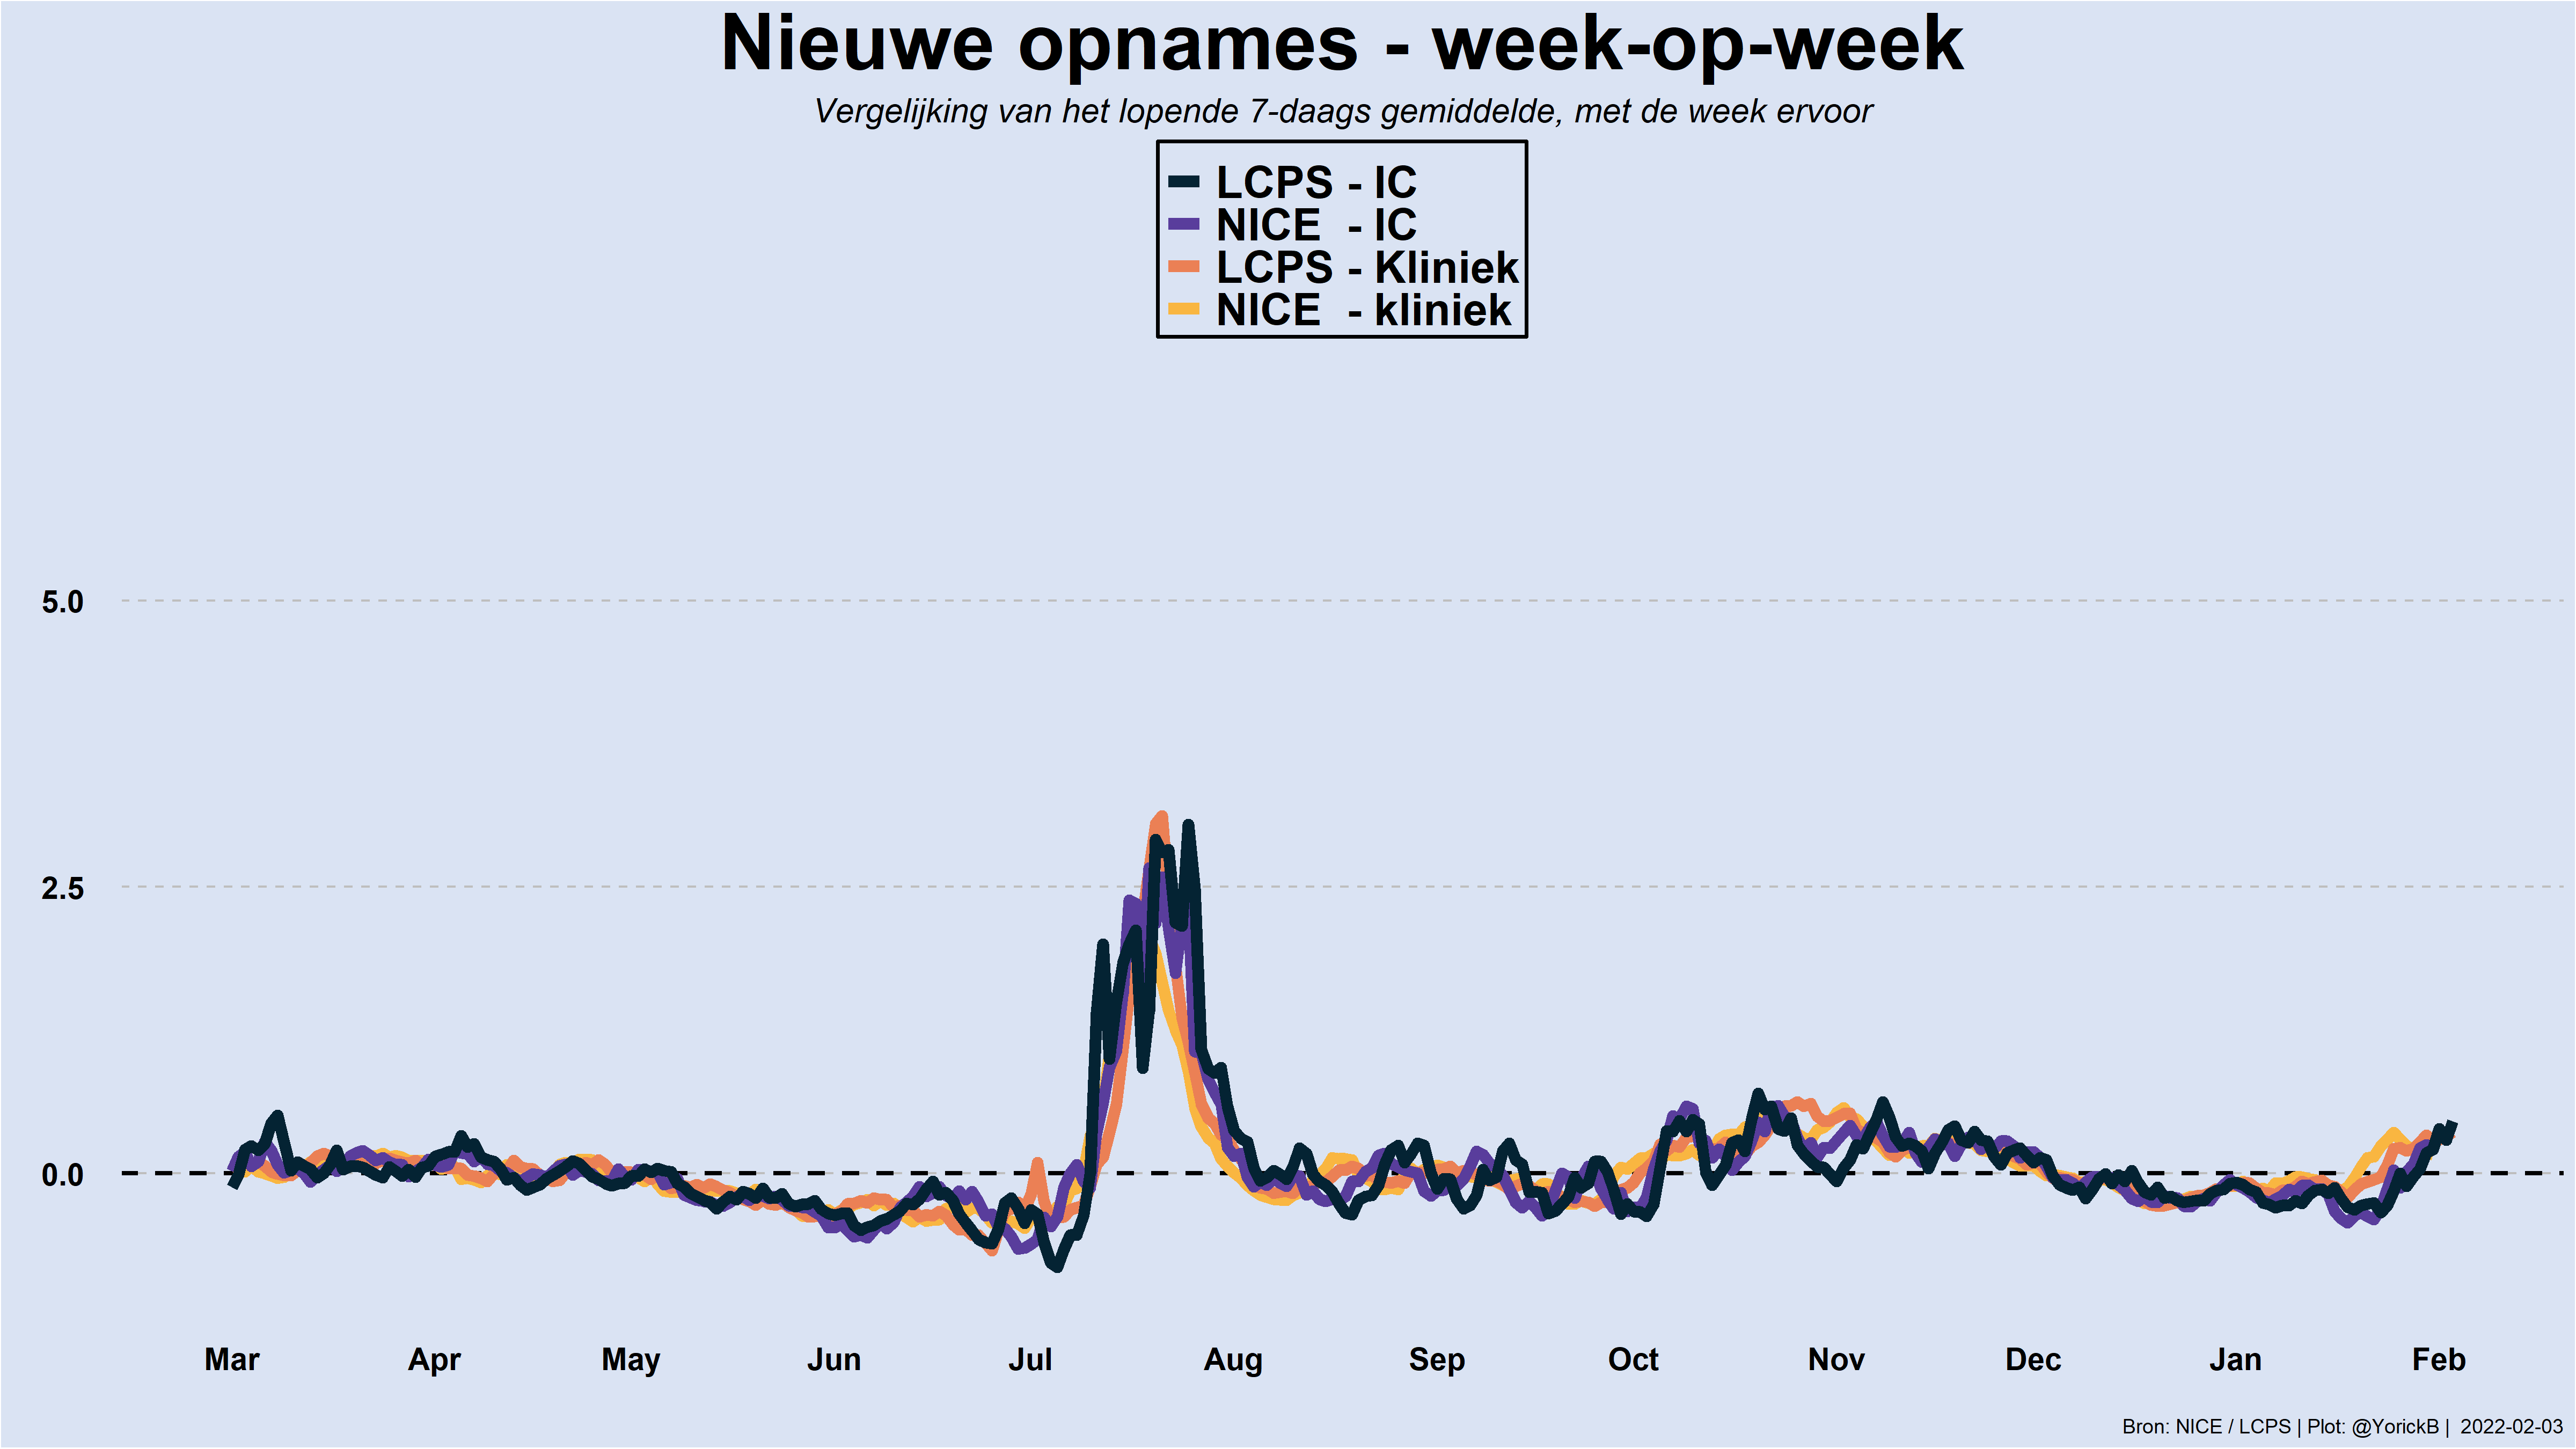 Nieuwe opnames - week-op-week
Vergelijking van het lopende 7-daags gemiddelde, met de week ervoor
LCPS - IC
NICE - IC
LCPS - Kliniek
NICE - kliniek
5.0
2.5
0.0
Mar Apr May Jun Jul Aug Sep Oct Nov Dec Jan Feb
Bron: NICE / LCPS | Plot: @YorickB | 2022-02-03